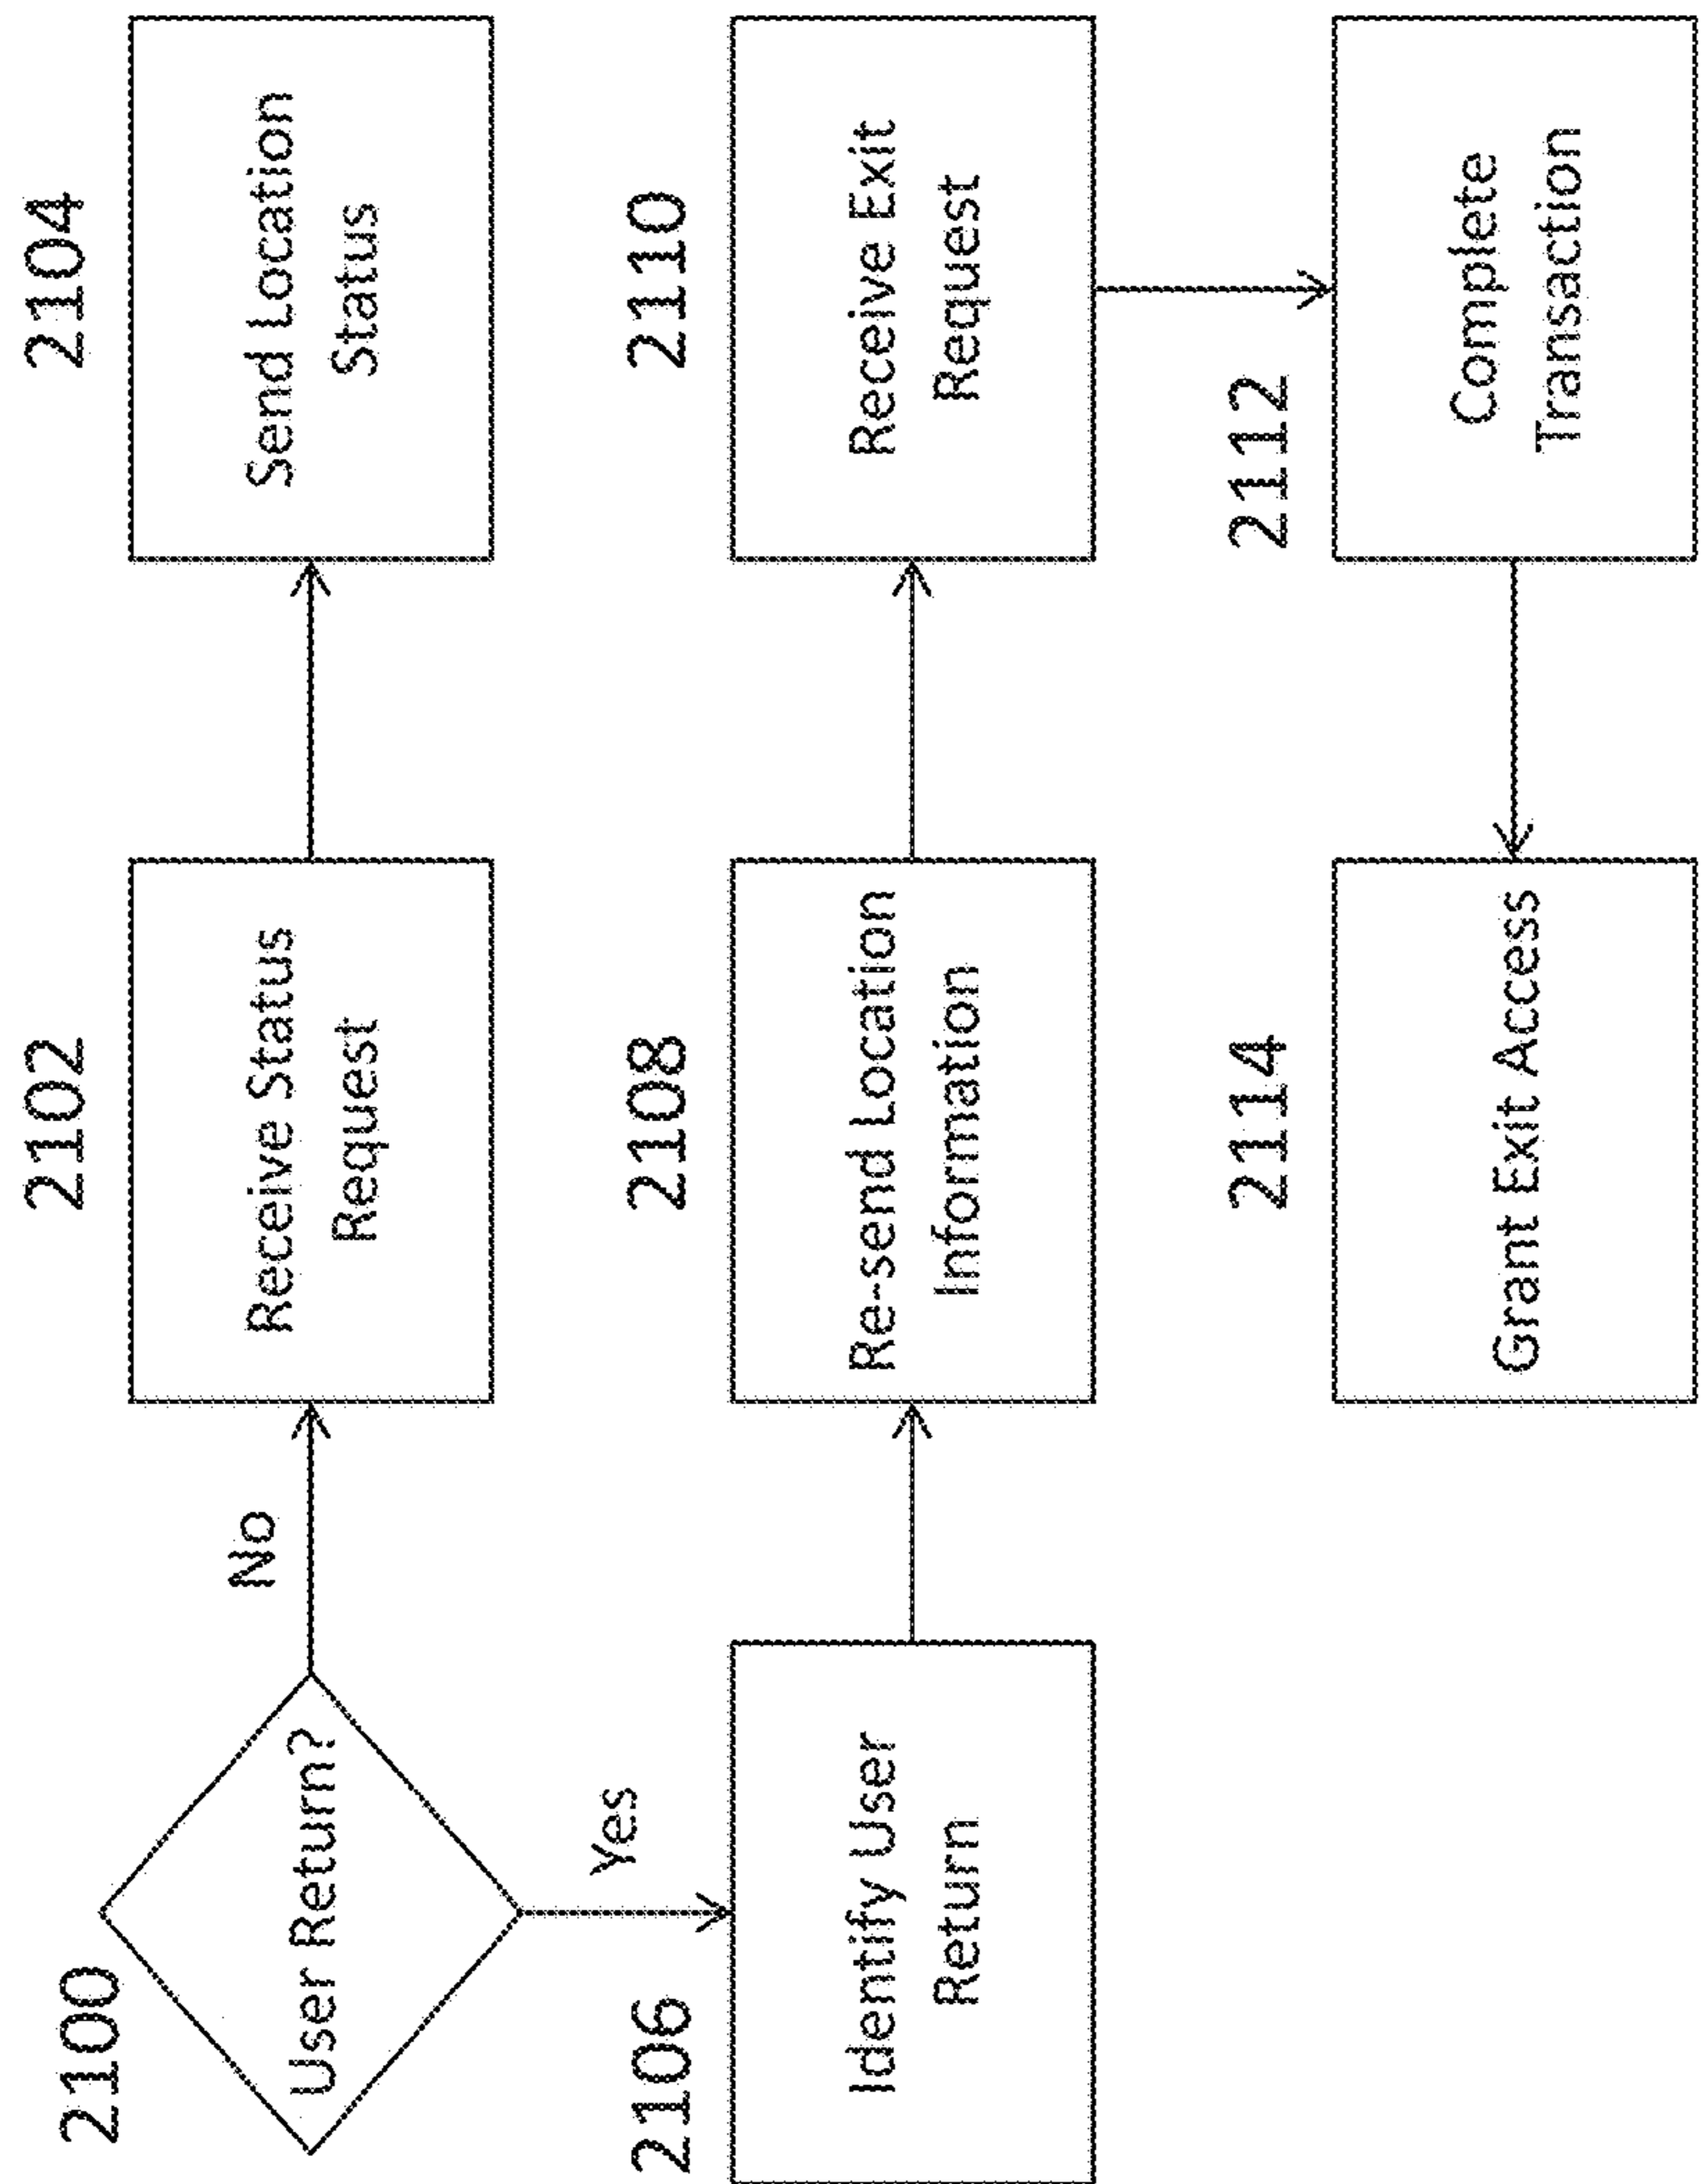 2100
User Return?
No
Yes
2102
Receive Status
Request
2104
Send Location
Status
2106
Identify User
Return
2108
Re-send Location
Information
2110
Receive Exit
Request
2112
Complete
Transaction
2114
Grant Exit Access